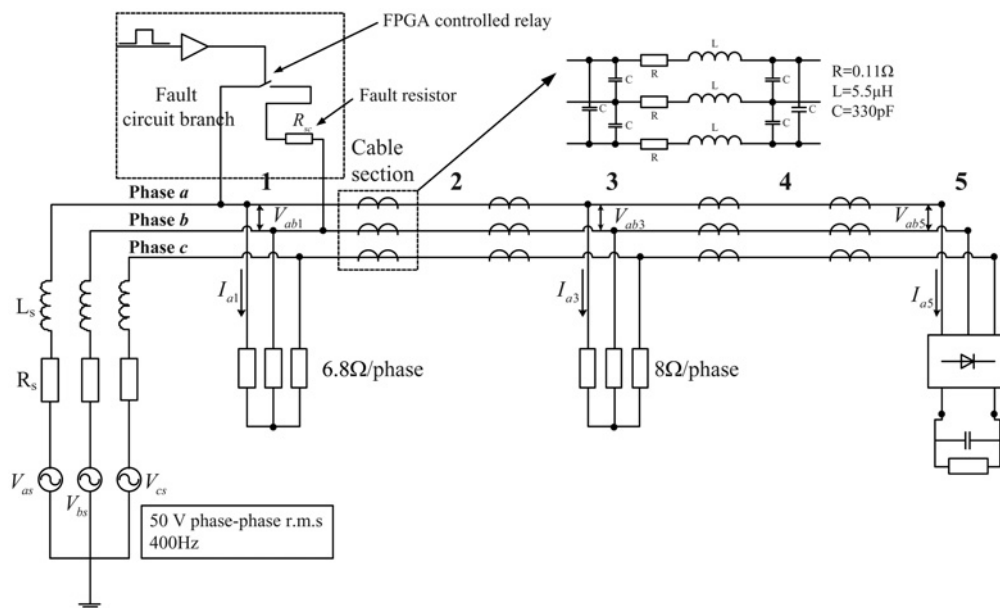 FPGA controlled relay
Fault
circuit branch
Fault resistor
R_sc
Cable
section
L
L
L
R
R
R
C
C
C
C
C
C
R=0.11Ω
L=5.5μH
C=330pF
1
2
3
4
5
Phase a
Phase b
Phase c
V_ab1
V_ab3
V_ab5
I_a1
I_a3
I_a5
L_s
R_s
6.8Ω/phase
8Ω/phase
V_as
V_bs
V_cs
50 V phase-phase r.m.s
400Hz